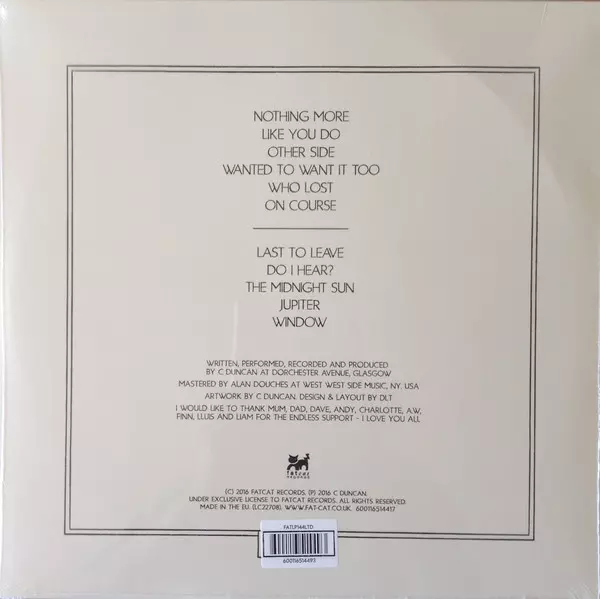 NOTHING MORE
LIKE YOU DO
OTHER SIDE
WANTED TO WANT IT TOO
WHO LOST
ON COURSE
LAST TO LEAVE
DO I HEAR?
THE MIDNIGHT SUN
JUPITER
WINDOW
WRITTEN, PERFORMED, RECORDED AND PRODUCED
BY C DUNCAN AT DORCHESTER AVENUE, GLASGOW
MASTERED BY ALAN DOUCHES AT WEST WEST SIDE MUSIC, NY, USA
ARTWORK BY C DUNCAN. DESIGN & LAYOUT BY DLT
I WOULD LIKE TO THANK MUM, DAD, DAVE, ANDY, CHARLOTTE, A.W,
FINN, LLUIS AND LIAM FOR THE ENDLESS SUPPORT - I LOVE YOU ALL
fatcat
records
(C) 2016 FATCAT RECORDS. (P) 2016 C DUNCAN.
UNDER EXCLUSIVE LICENSE TO FATCAT RECORDS. ALL RIGHTS RESERVED.
MADE IN THE EU. (LC22708). WWW.FAT-CAT.CO.UK. 600116514417
FATLP144LTD
600116514493